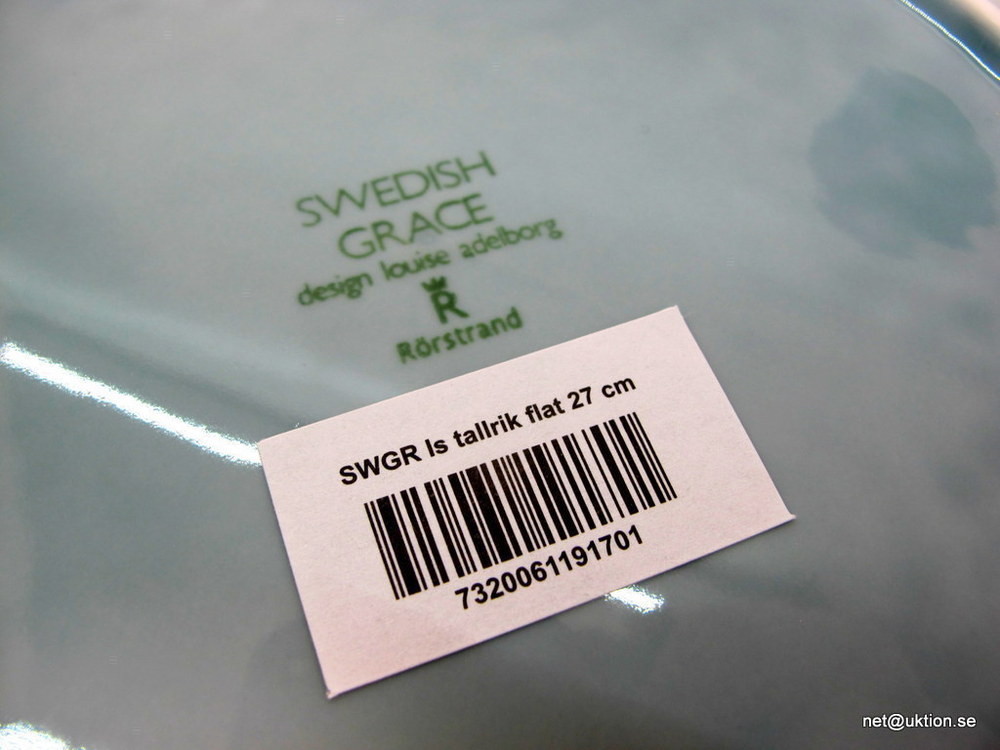 SWEDISH
GRACE
design louise adelborg
R
Rörstrand
SWGR Is tallrik flat 27 cm
7320061191701
net@uktion.se